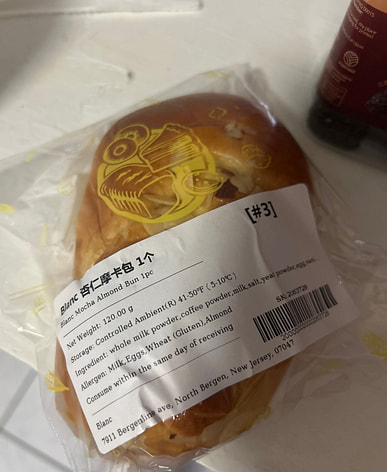 [#3]
Blanc 杏仁摩卡包 1个
Blanc Mocha Almond Bun 1pc
Net Weight: 120.00 g
Storage: Controlled Ambient(R) 41-50°F ( 5-10°C )
Ingredient: whole milk powder,coffee powder,milk,salt,yeat powder,egg,
Allergen: Milk,Eggs,Wheat (Gluten),Almond
Consume within the same day of receiving
SN: 2003728
Blanc
7911 Bergenline ave, North Bergen, New Jersey, 07047